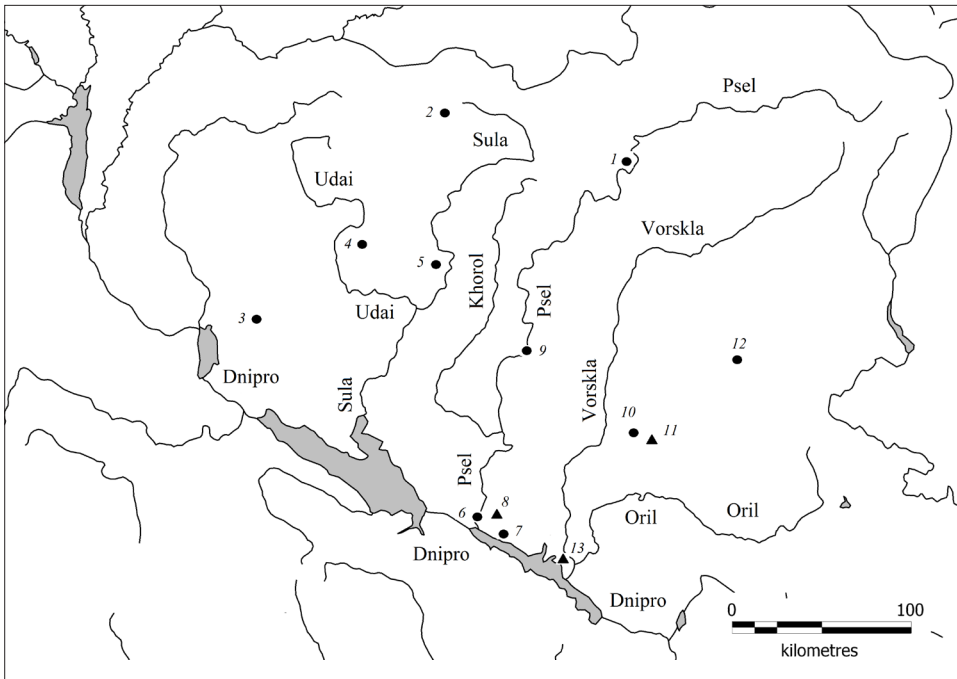 Psel
2
Sula
1
Udai
Vorskla
4
5
Khorol
Psel
Udai
3
9
12
Dnipro
Sula
Vorskla
10
11
Psel
8
6
7
Oril
Oril
Dnipro
13
Dnipro
0 100
kilometres